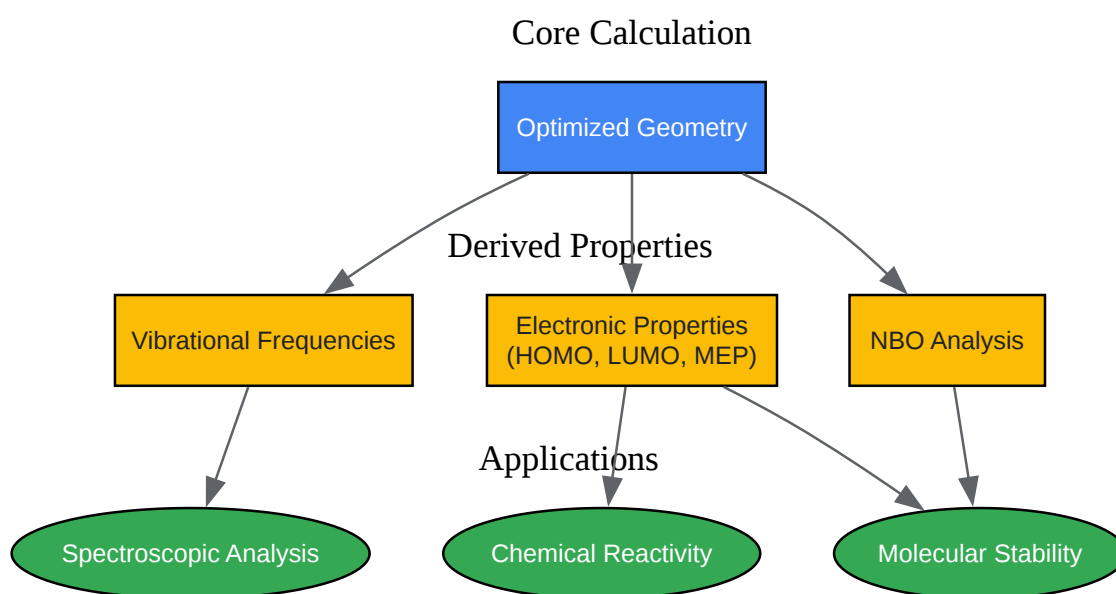 Core Calculation
Optimized Geometry
Derived Properties
Vibrational Frequencies
Electronic Properties
(HOMO, LUMO, MEP)
NBO Analysis
Applications
Spectroscopic Analysis
Chemical Reactivity
Molecular Stability